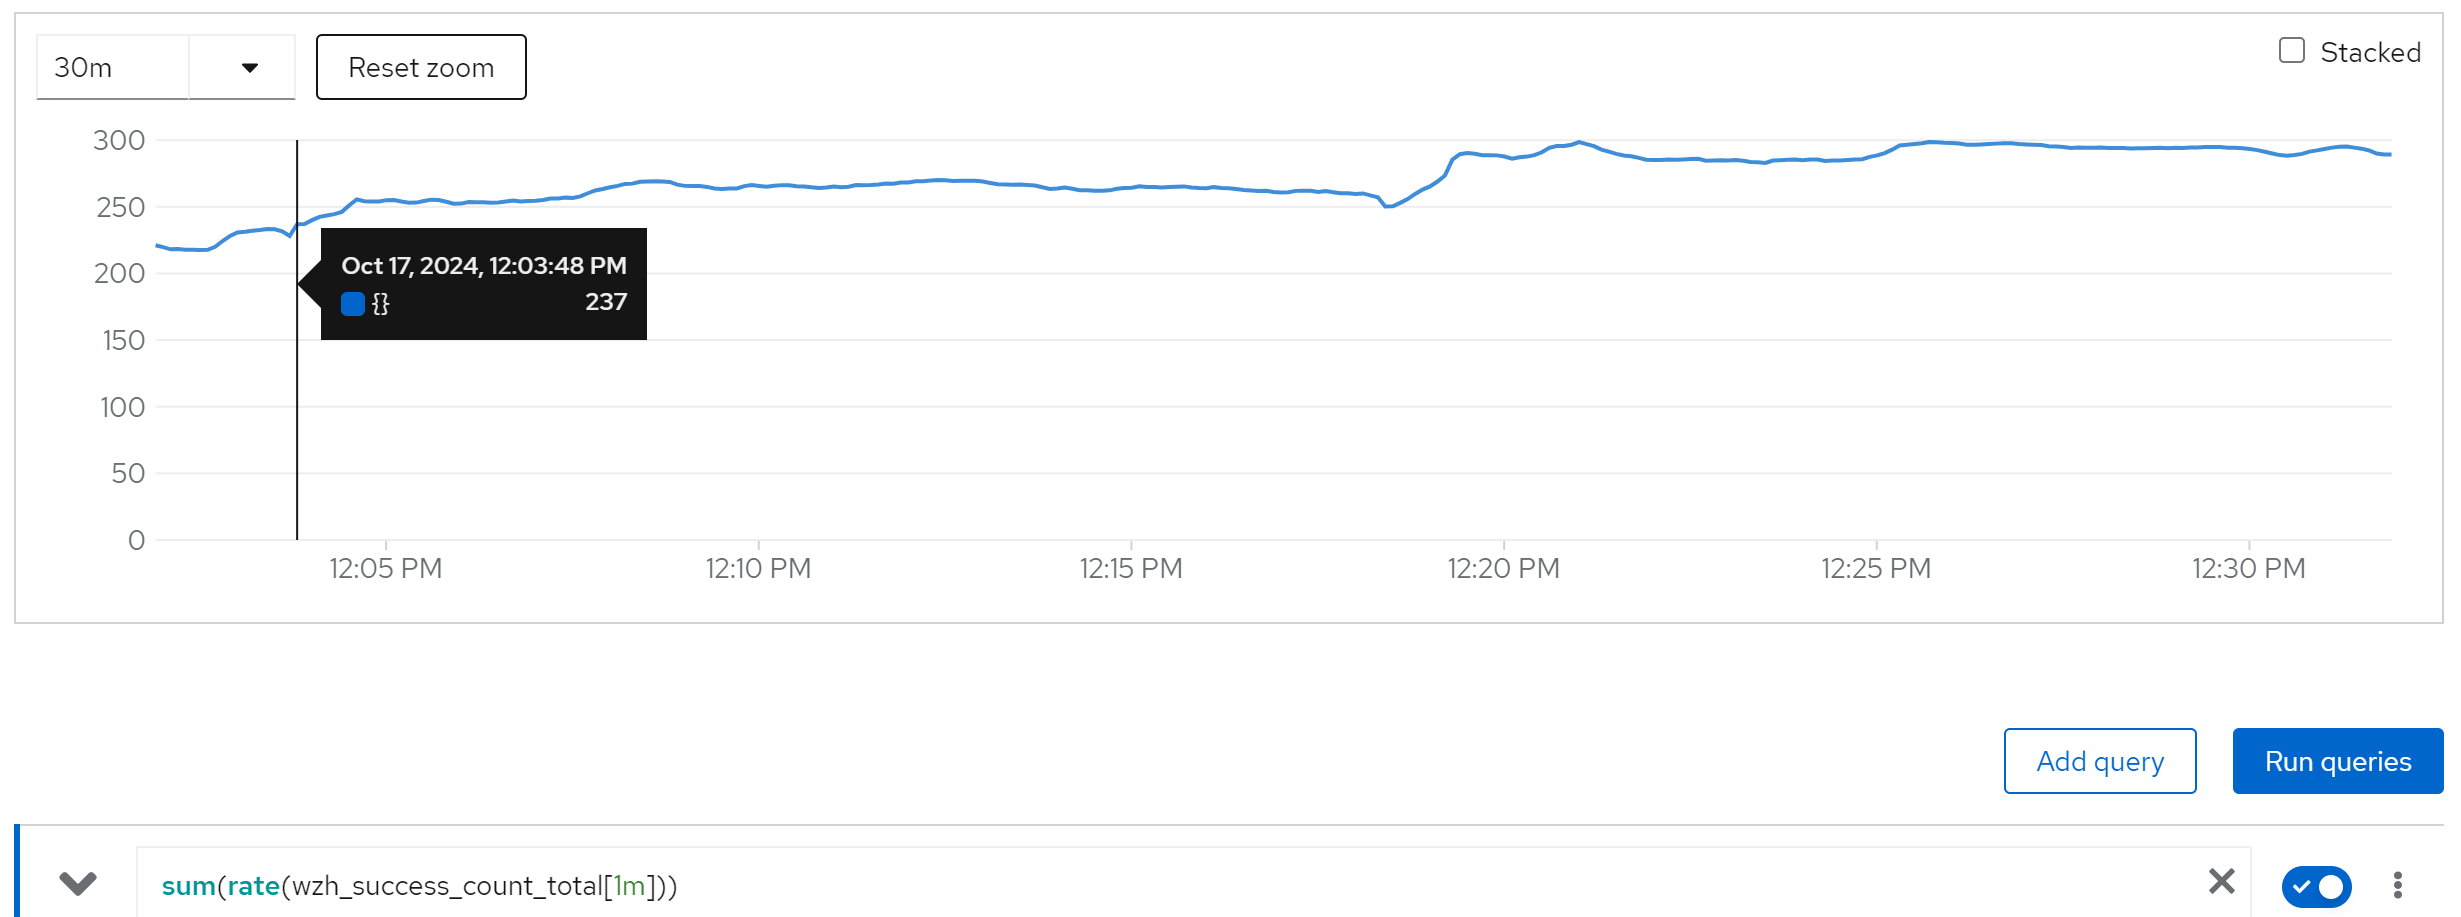 30m
Reset zoom
Stacked
300
250
200
150
100
50
0
Oct 17, 2024, 12:03:48 PM
{} 237
12:05 PM 12:10 PM 12:15 PM 12:20 PM 12:25 PM 12:30 PM
Add query
Run queries
sum(rate(wzh_success_count_total[1m]))